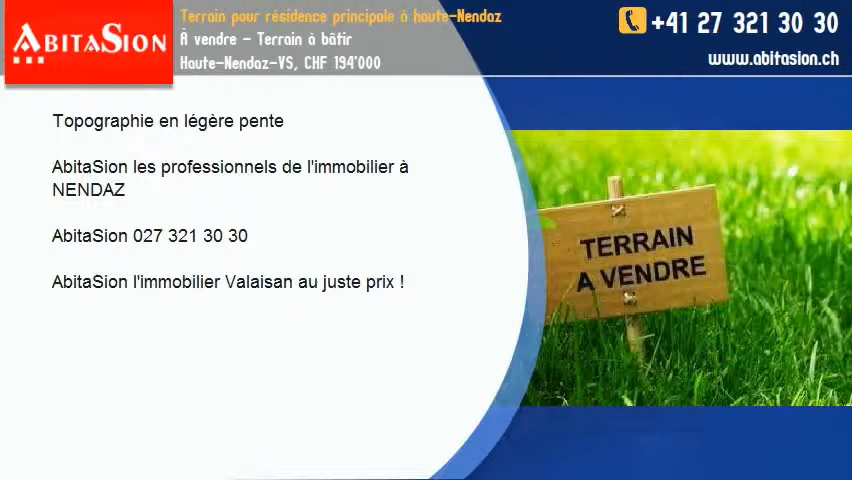 ABITASION
Terrain pour résidence principale à haute-Nendaz
À vendre - Terrain à bâtir
Haute-Nendaz-VS, CHF 194'000
+41 27 321 30 30
www.abitasion.ch
Topographie en légère pente
AbitaSion les professionnels de l'immobilier à
NENDAZ
AbitaSion 027 321 30 30
AbitaSion l'immobilier Valaisan au juste prix !
TERRAIN
A VENDRE